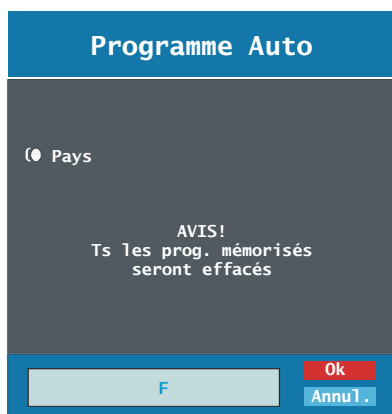 Programme Auto
Pays
AVIS!
Ts les prog. mémorisés
seront effacés
F
Ok
Annul.